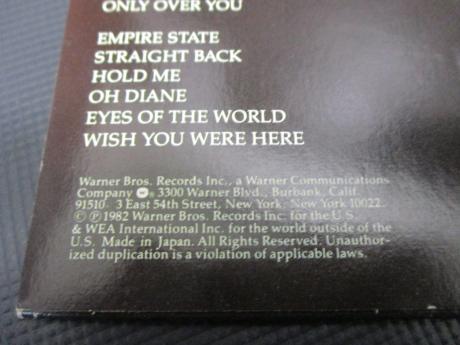 ONLY OVER YOU
EMPIRE STATE
STRAIGHT BACK
HOLD ME
OH DIANE
EYES OF THE WORLD
WISH YOU WERE HERE
Warner Bros. Records Inc., a Warner Communications
Company 3300 Warner Blvd., Burbank, Calif.
91510· 3 East 54th Street, New York, New York 10022.
© ℗ 1982 Warner Bros. Records Inc. for the U.S.
& WEA International Inc. for the world outside of the
U.S. Made in Japan. All Rights Reserved. Unauthor-
ized duplication is a violation of applicable laws.